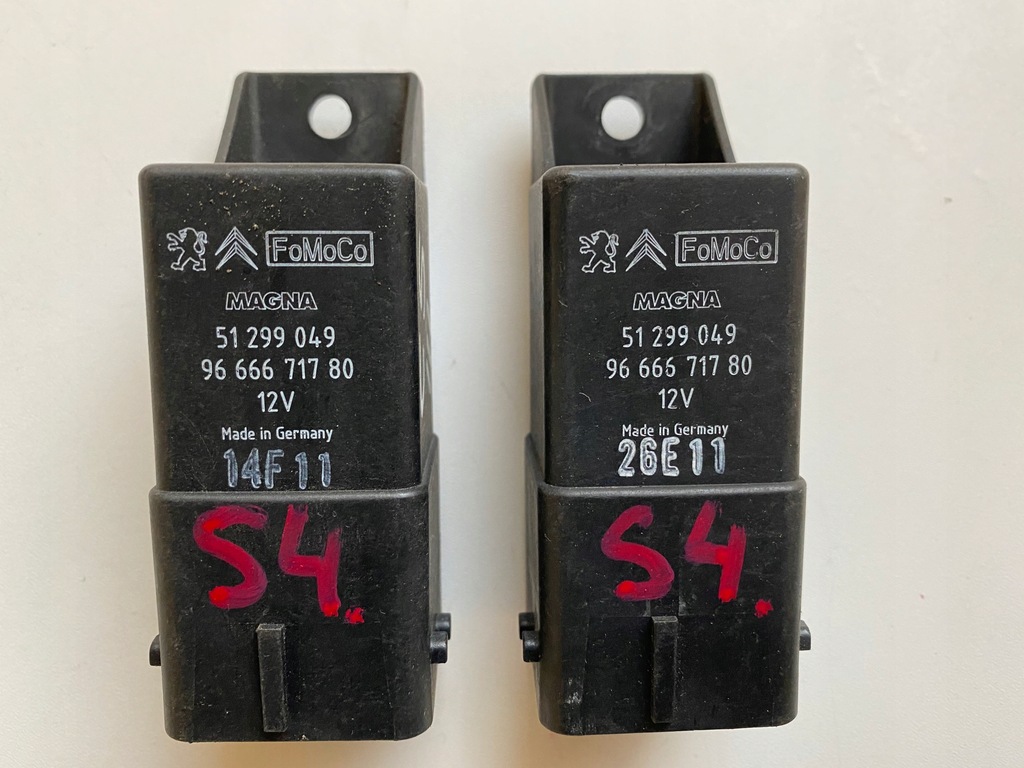 FoMoCo
MAGNA
51 299 049
96 666 717 80
12V
Made in Germany
14F11
S4.
FoMoCo
MAGNA
51 299 049
96 666 717 80
12V
Made in Germany
26E11
S4.